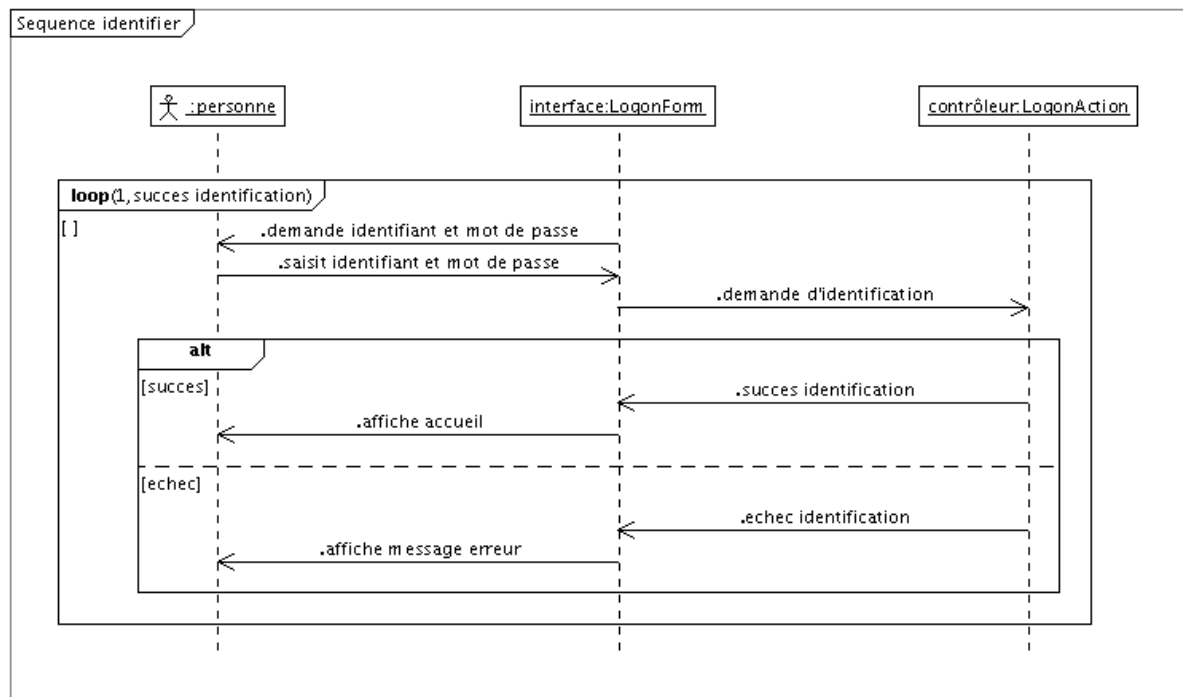 Sequence identifier
:personne
interface:LogonForm
contrôleur:LogonAction
loop(1,succes identification)
[ ]
.demande identifiant et mot de passe
.saisit identifiant et mot de passe
.demande d'identification
alt
[succes]
.succes identification
.affiche accueil
[echec]
.echec identification
.affiche message erreur